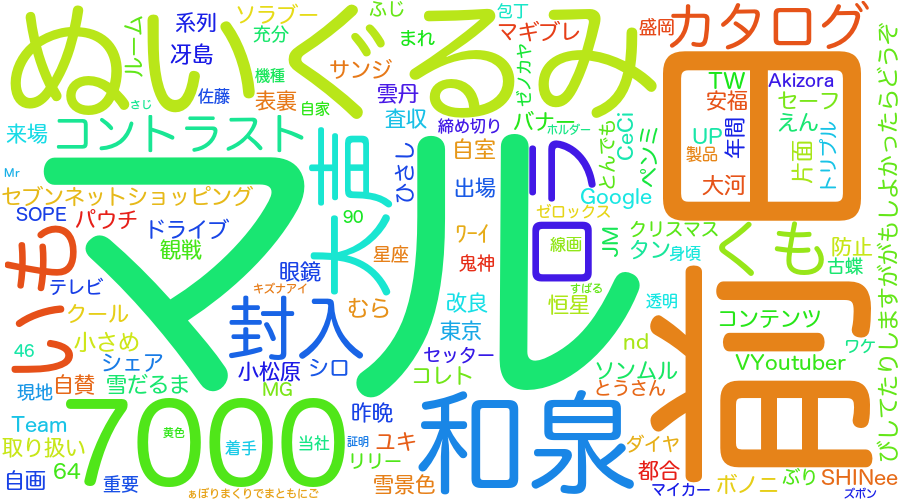 ぬいぐるみ
ルーム
系列
ソラブー
充分
ふじ
まれ
包丁
マギブレ
盛岡
カタログ
冴島
サンジ
機種
表裏
佐藤
自家
さじ
雲丹
ゼノカヤ
TW
Akizora
安福
セーフ
来場
コントラスト
査収
締め切り
バナー
ホルダー
とんでも
CeCi
ペンミ
UP
年間
えん
製品
片面
トリプル
Mr
マル
大声
ひさし
自室
ロラ
出場
Google
大河
セブンネットショッピング
SOPE
パウチ
ドライブ
観戦
90
星座
ワーイ
ゼロックス
線画
JM
クリスマス
タン
身頃
くも
防止
古蝶
いも
テレビ
眼鏡
キズナアイ
鬼神
すばる
恒星
透明
クール
封入
むら
改良
小さめ
東京
nd
コンテンツ
ワケ
46
シェア
小松原
シロ
セッター
VYoutuber
現地
自賛
雪だるま
MG
コレト
ソンムル
とうさん
7000
和泉
昨晩
Team
黄色
着手
当社
証明
ユキ
リリー
ダイヤ
取り扱い
64
都合
ぶり
SHINee
自画
重要
ぁぽりまくりでまともにご
雪景色
マイカー
ボノニ
ズボン
びしてたりしますががもしよかったらどうぞ